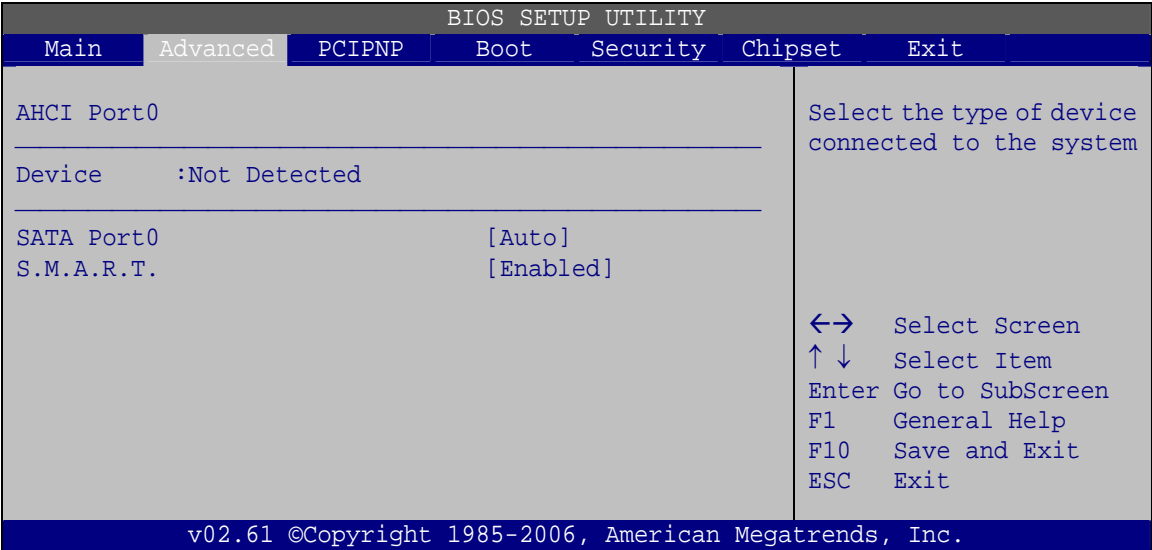 BIOS SETUP UTILITY
Main Advanced PCIPNP Boot Security Chipset Exit
AHCI Port0
Device :Not Detected
SATA Port0 [Auto]
S.M.A.R.T. [Enabled]
Select the type of device
connected to the system
←→ Select Screen
↑ ↓ Select Item
Enter Go to SubScreen
F1 General Help
F10 Save and Exit
ESC Exit
v02.61 ©Copyright 1985-2006, American Megatrends, Inc.